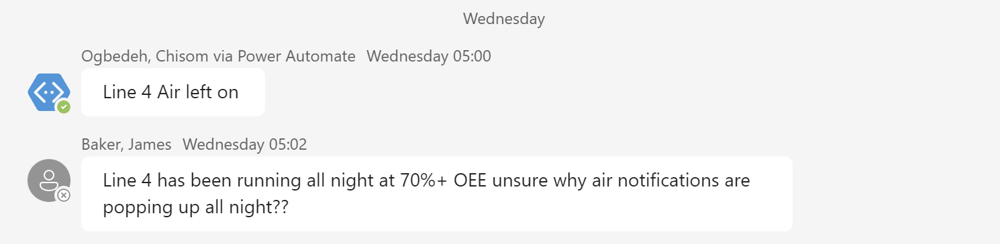 Wednesday
Ogbedeh, Chisom via Power Automate Wednesday 05:00
Line 4 Air left on
Baker, James Wednesday 05:02
Line 4 has been running all night at 70%+ OEE unsure why air notifications are
popping up all night??